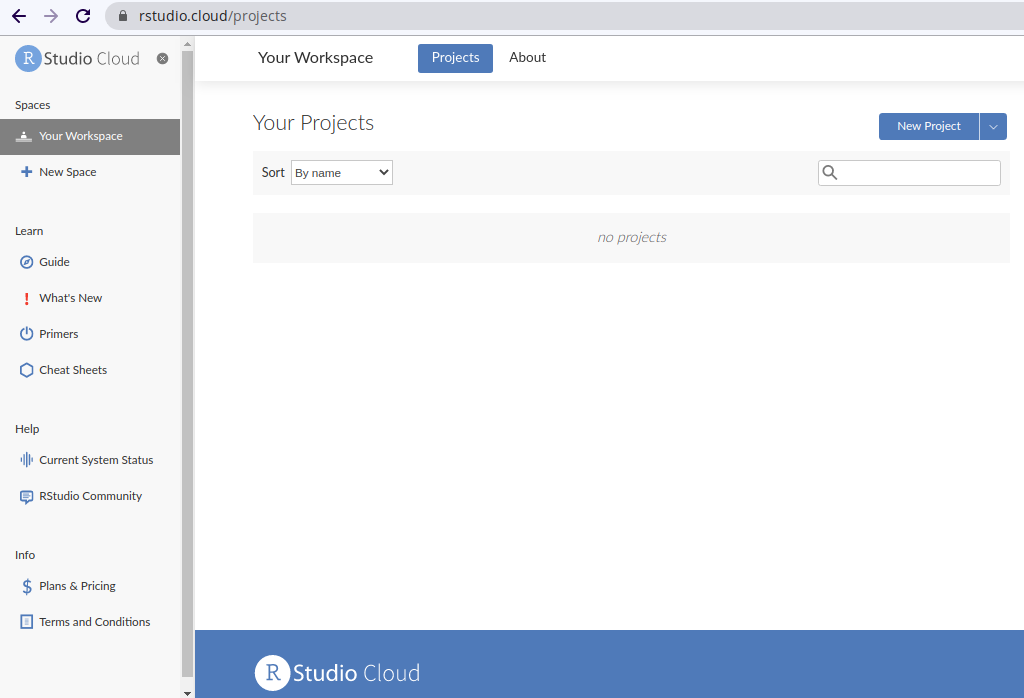 rstudio.cloud/projects
R Studio Cloud
Spaces
Your Workspace
New Space
Learn
Guide
What's New
Primers
Cheat Sheets
Help
Current System Status
RStudio Community
Info
Plans & Pricing
Terms and Conditions
Your Workspace Projects About
Your Projects
New Project
Sort By name
no projects
R Studio Cloud